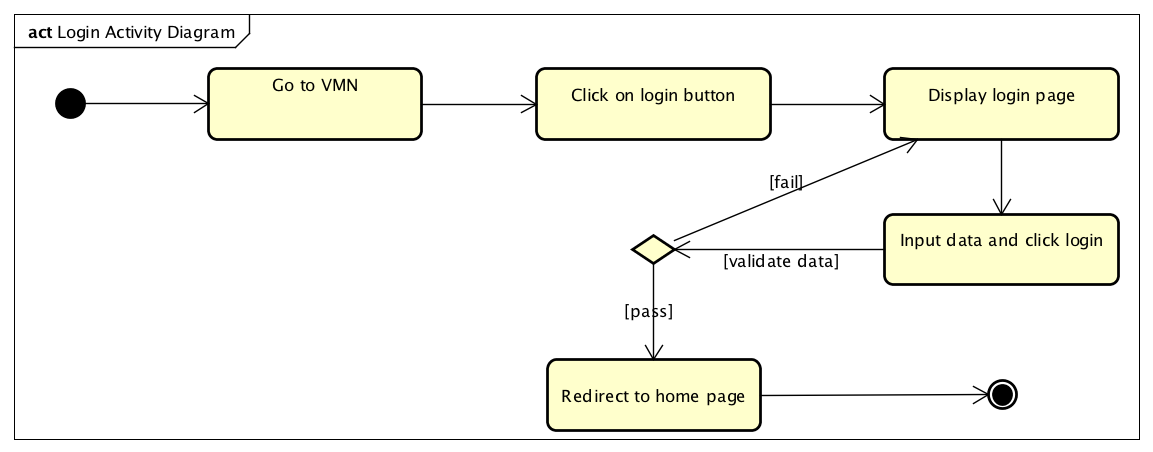 act Login Activity Diagram
Go to VMN
Click on login button
Display login page
[fail]
Input data and click login
[validate data]
[pass]
Redirect to home page